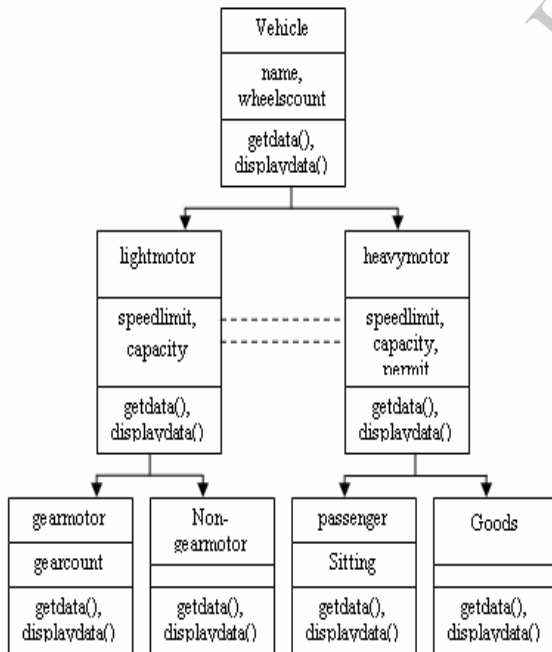 Vehicle
name,
wheelscount
getdata(),
displaydata()
lightmotor
speedlimit,
capacity
getdata(),
displaydata()
heavymotor
speedlimit,
capacity,
permit
getdata(),
displaydata()
gearmotor
gearcount
getdata(),
displaydata()
Non-
gearmotor
getdata(),
displaydata()
passenger
Sitting
getdata(),
displaydata()
Goods
getdata(),
displaydata()